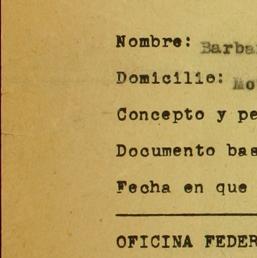 Nombre: Barba
Domicilio: Mo
Concepto y pe
Documento bas
Fecha en que
OFICINA FEDER